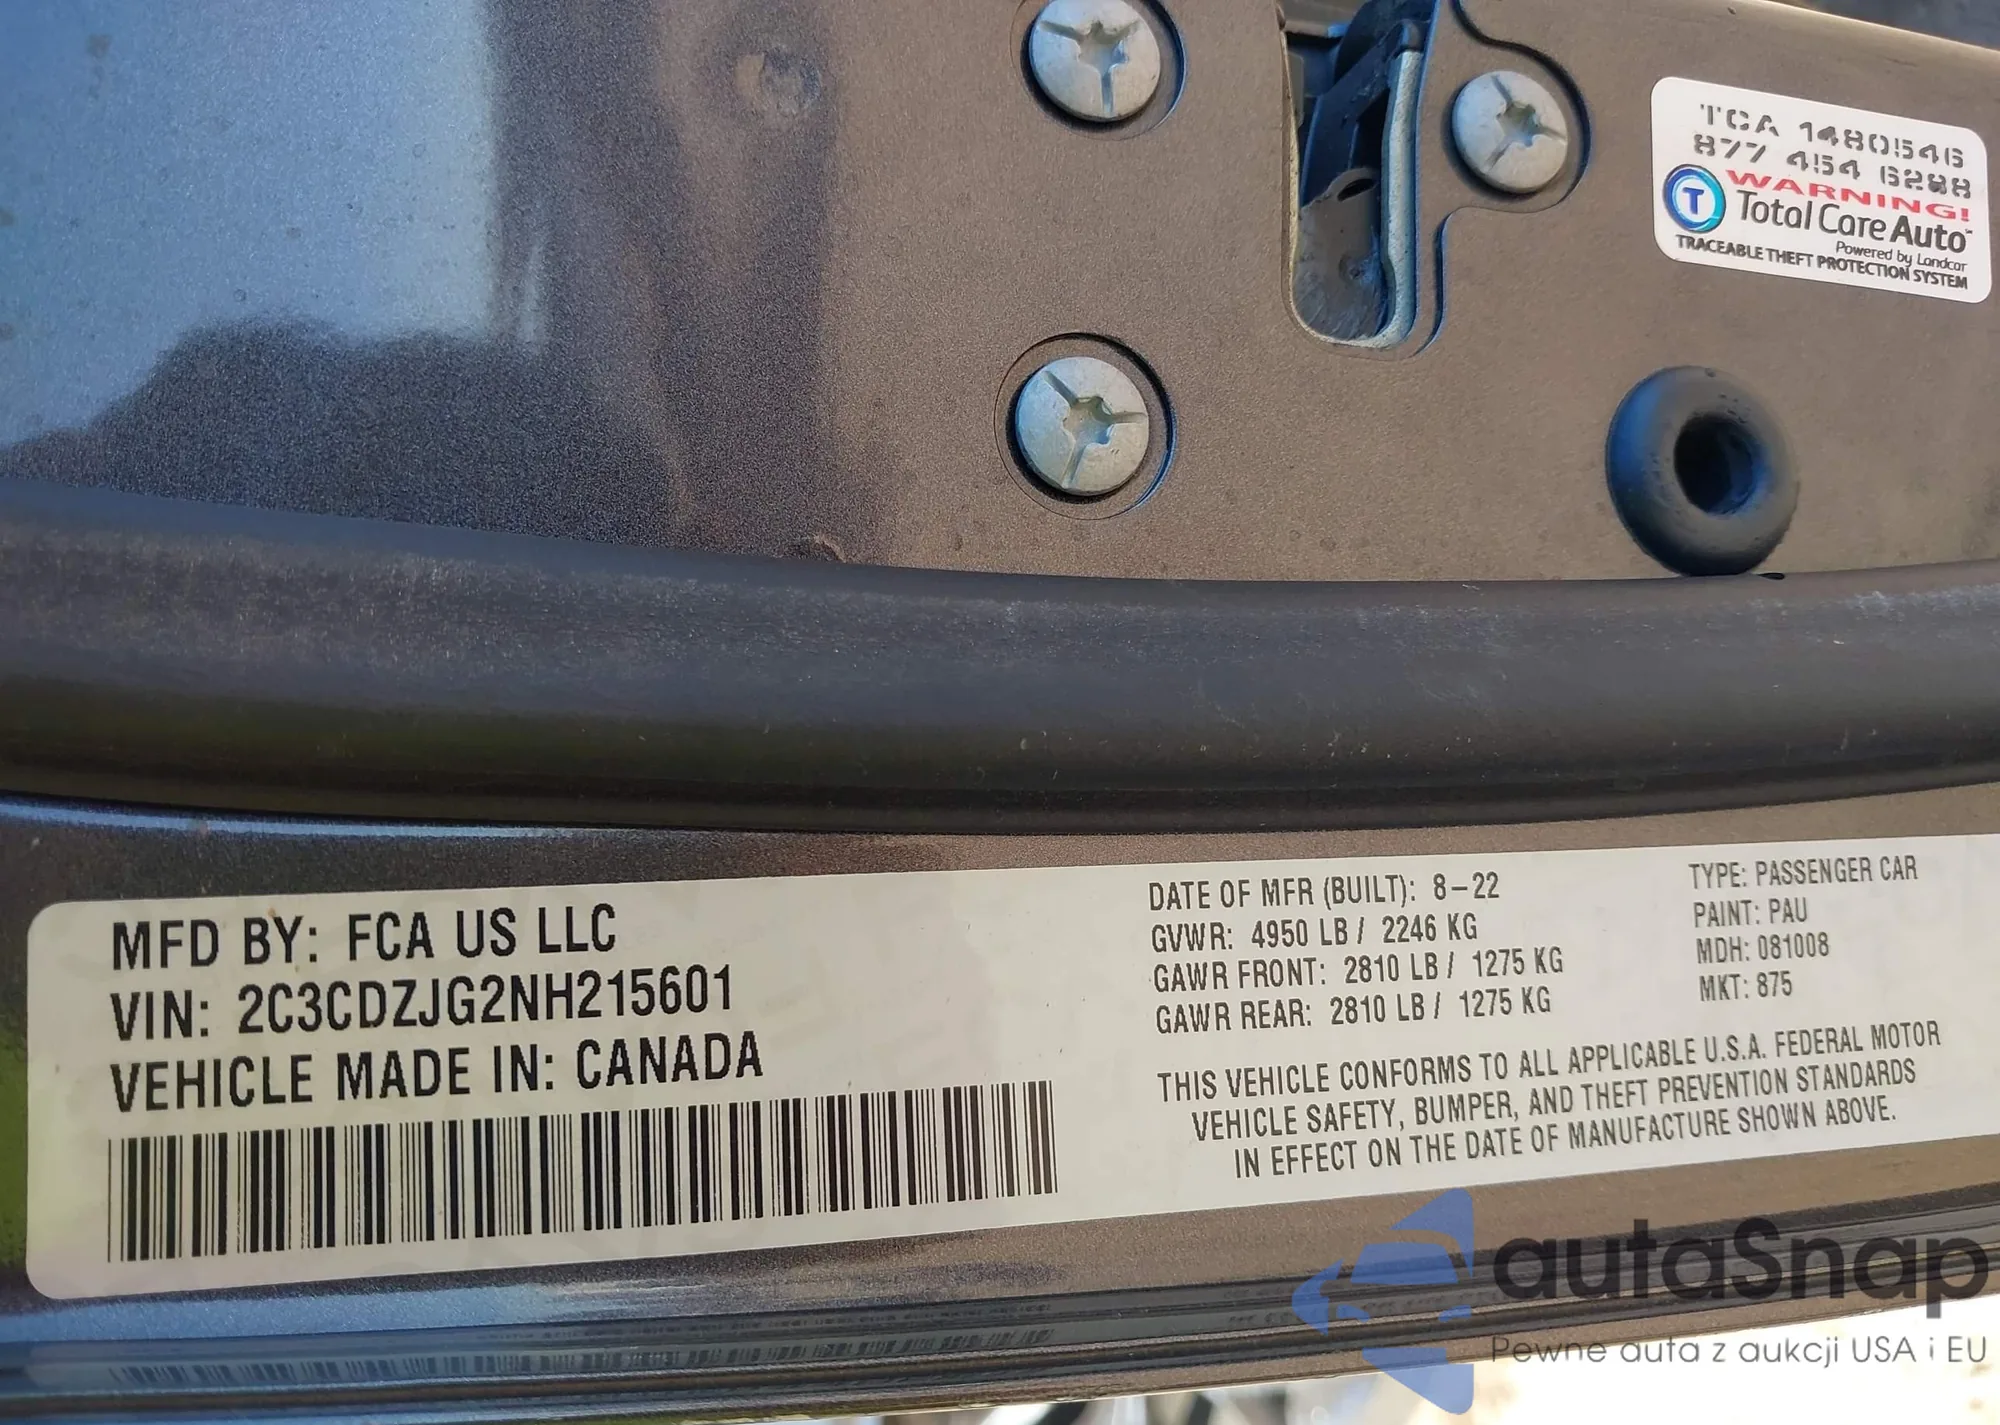 TCA 1480546
877 454 6288
WARNING!
T Total Care Auto
Powered by Landcar
TRACEABLE THEFT PROTECTION SYSTEM
MFD BY: FCA US LLC
VIN: 2C3CDZJG2NH215601
VEHICLE MADE IN: CANADA
DATE OF MFR (BUILT): 8-22
GVWR: 4950 LB / 2246 KG
GAWR FRONT: 2810 LB / 1275 KG
GAWR REAR: 2810 LB / 1275 KG
TYPE: PASSENGER CAR
PAINT: PAU
MDH: 081008
MKT: 875
THIS VEHICLE CONFORMS TO ALL APPLICABLE U.S.A. FEDERAL MOTOR
VEHICLE SAFETY, BUMPER, AND THEFT PREVENTION STANDARDS
IN EFFECT ON THE DATE OF MANUFACTURE SHOWN ABOVE.
autaSnap
Pewne auta z aukcji USA i EU